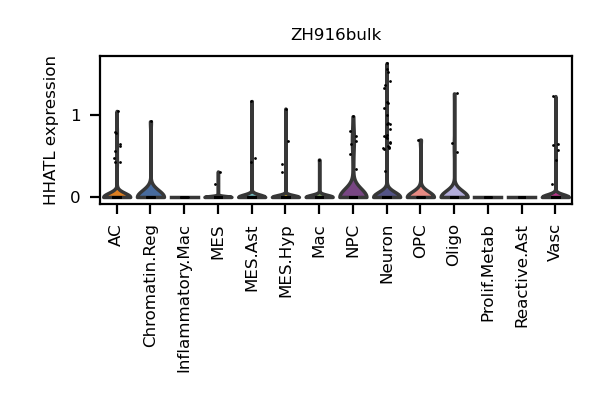 ZH916bulk
HHATL expression
1
0
AC
Chromatin.Reg
Inflammatory.Mac
MES
MES.Ast
MES.Hyp
Mac
NPC
Neuron
OPC
Oligo
Prolif.Metab
Reactive.Ast
Vasc